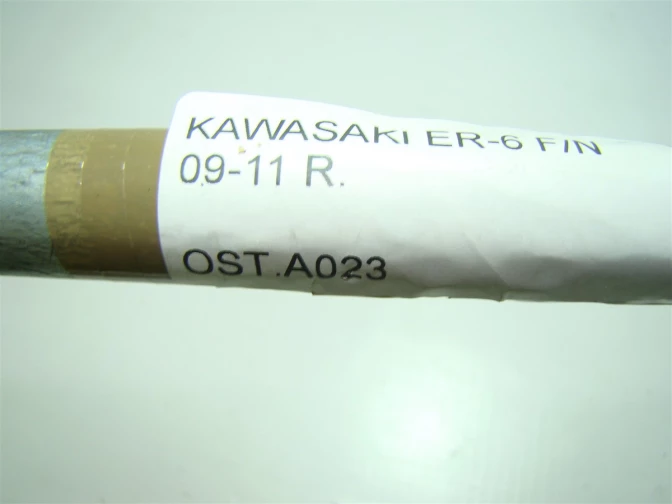 KAWASAKI ER-6 F/N
09-11 R.
OST.A023